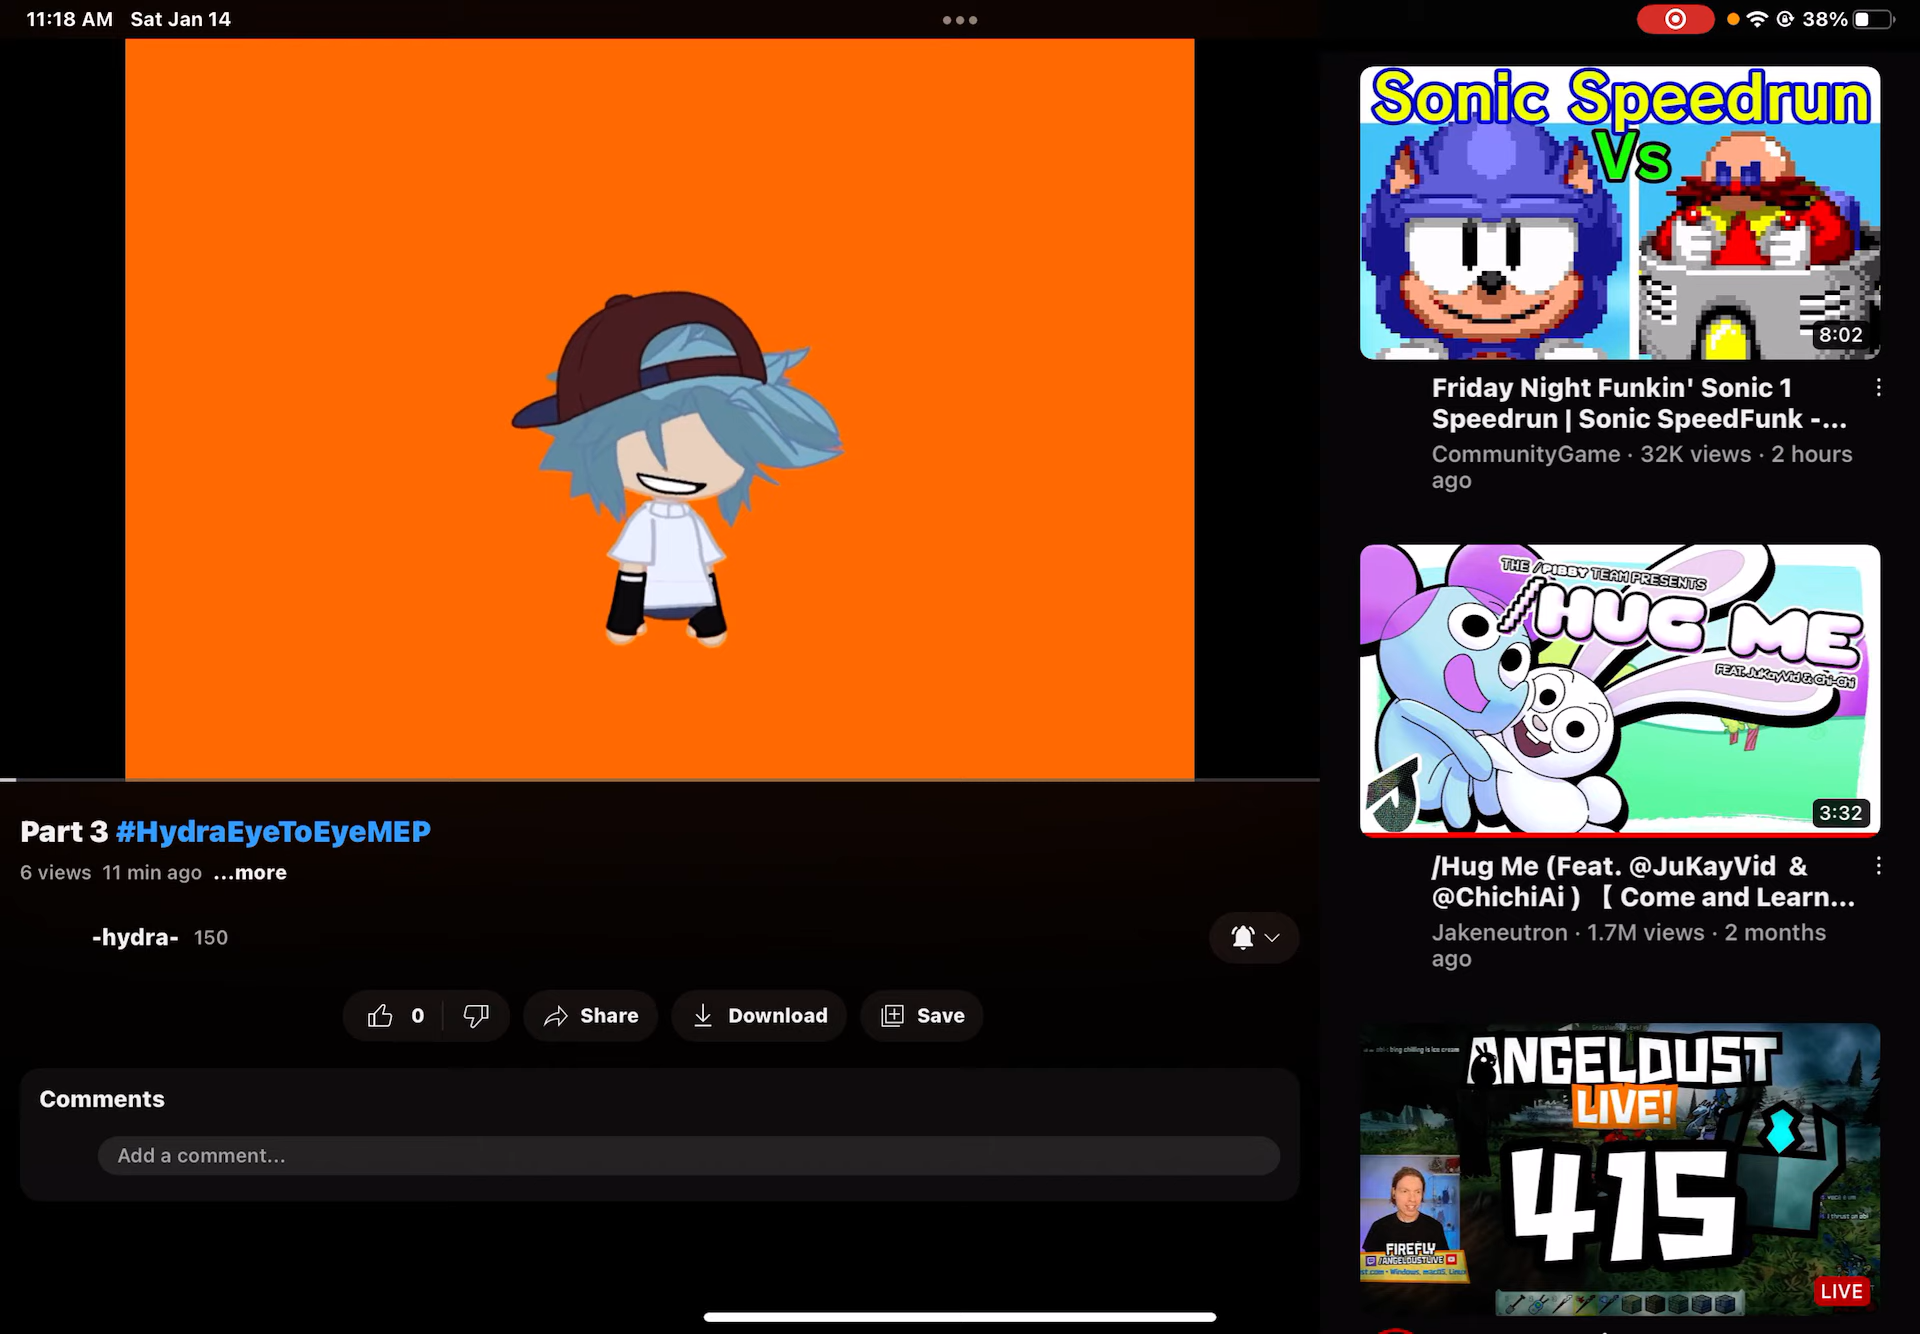 11:18 AM Sat Jan 14
38%
Part 3 #HydraEyeToEyeMEP
6 views 11 min ago ...more
-hydra- 150
0
Share
Download
Save
Comments
Add a comment...
Sonic Speedrun
Vs
8:02
Friday Night Funkin' Sonic 1
Speedrun | Sonic SpeedFunk -...
CommunityGame · 32K views · 2 hours
ago
THE /PIBBY TEAM PRESENTS
/HUG ME
FEAT. JuKayVid & Chi-Chi
3:32
/Hug Me (Feat. @JuKayVid &
@ChichiAi ) 【 Come and Learn...
Jakeneutron · 1.7M views · 2 months
ago
ANGELDUST
LIVE!
415
FIREFLY
/ANGELDUSTLIVE
LIVE